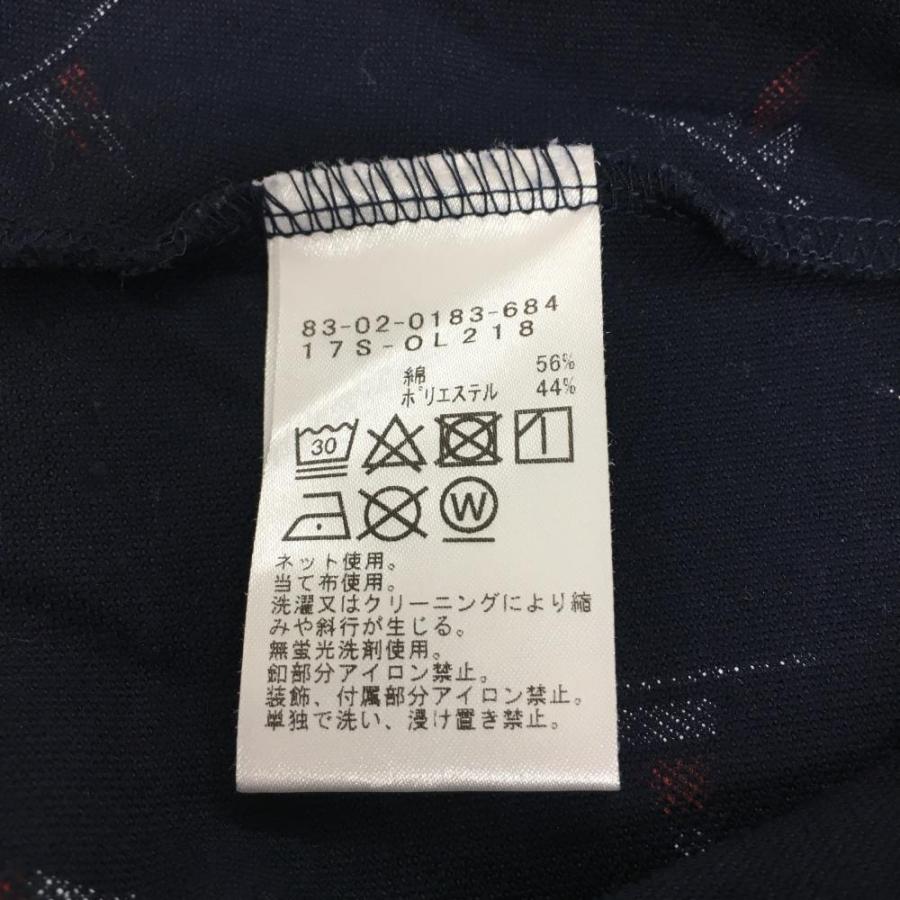 83-02-0183-684
17S-OL218
綿 56%
ポリエステル 44%
30
W
ネット使用。
当て布使用。
洗濯又はクリーニングにより縮
みや斜行が生じる。
無蛍光洗剤使用。
釦部分アイロン禁止。
装飾、付属部分アイロン禁止。
単独で洗い、浸け置き禁止。